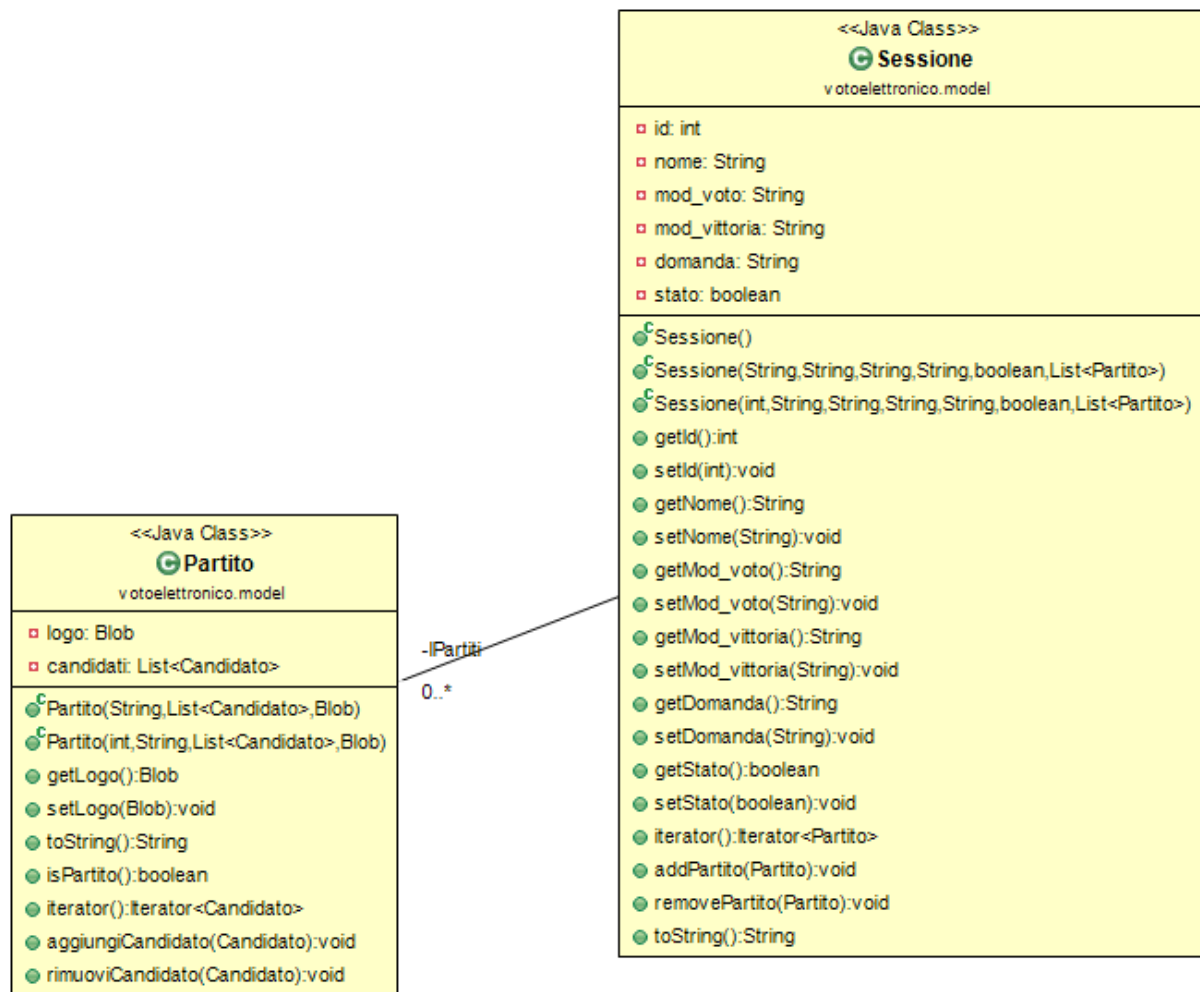 <<Java Class>>
Sessione
votoelettronico.model
id: int
nome: String
mod_voto: String
mod_vittoria: String
domanda: String
stato: boolean
Sessione()
Sessione(String,String,String,String,boolean,List<Partito>)
Sessione(int,String,String,String,String,boolean,List<Partito>)
getId():int
setId(int):void
getNome():String
setNome(String):void
getMod_voto():String
setMod_voto(String):void
getMod_vittoria():String
setMod_vittoria(String):void
getDomanda():String
setDomanda(String):void
getStato():boolean
setStato(boolean):void
iterator():Iterator<Partito>
addPartito(Partito):void
removePartito(Partito):void
toString():String
<<Java Class>>
Partito
votoelettronico.model
logo: Blob
candidati: List<Candidato>
Partito(String,List<Candidato>,Blob)
Partito(int,String,List<Candidato>,Blob)
getLogo():Blob
setLogo(Blob):void
toString():String
isPartito():boolean
iterator():Iterator<Candidato>
aggiungiCandidato(Candidato):void
rimuoviCandidato(Candidato):void
-lPartiti
0..*